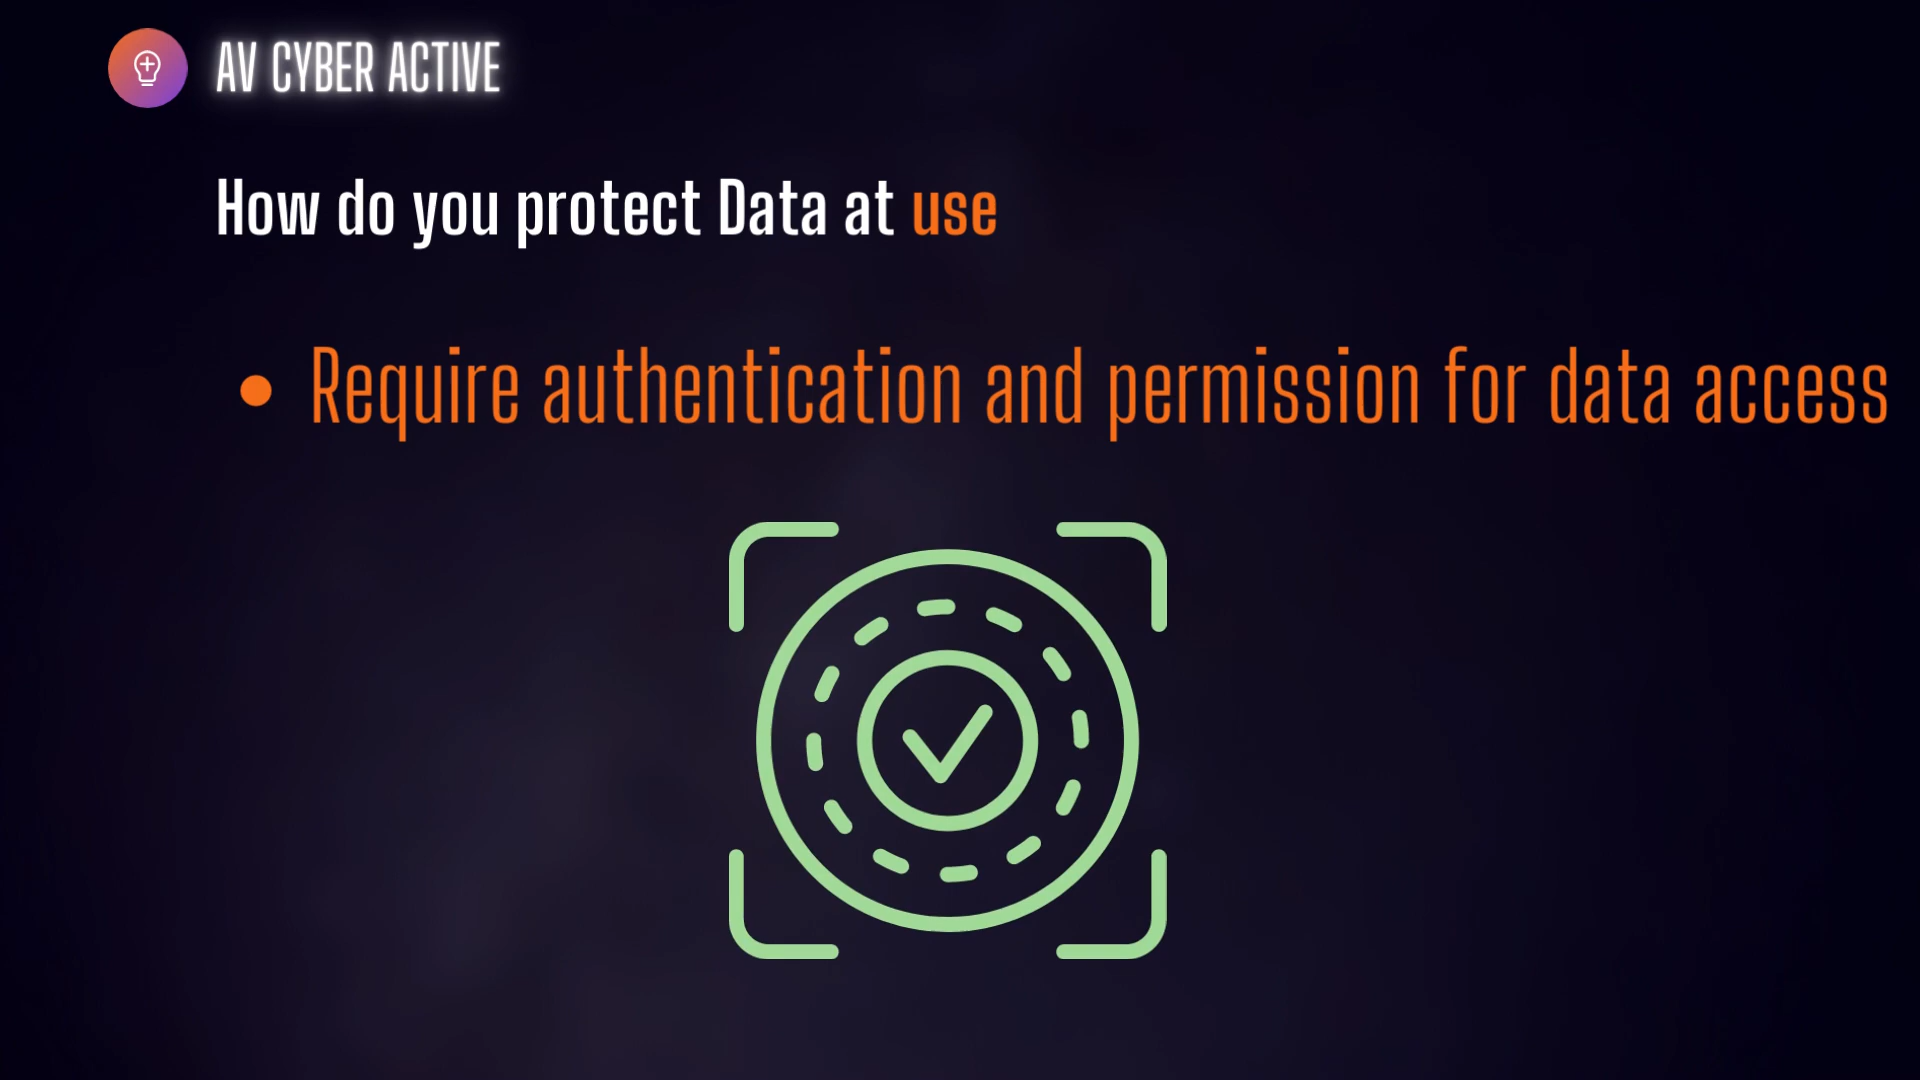 AV CYBER ACTIVE
How do you protect Data at use
• Require authentication and permission for data access